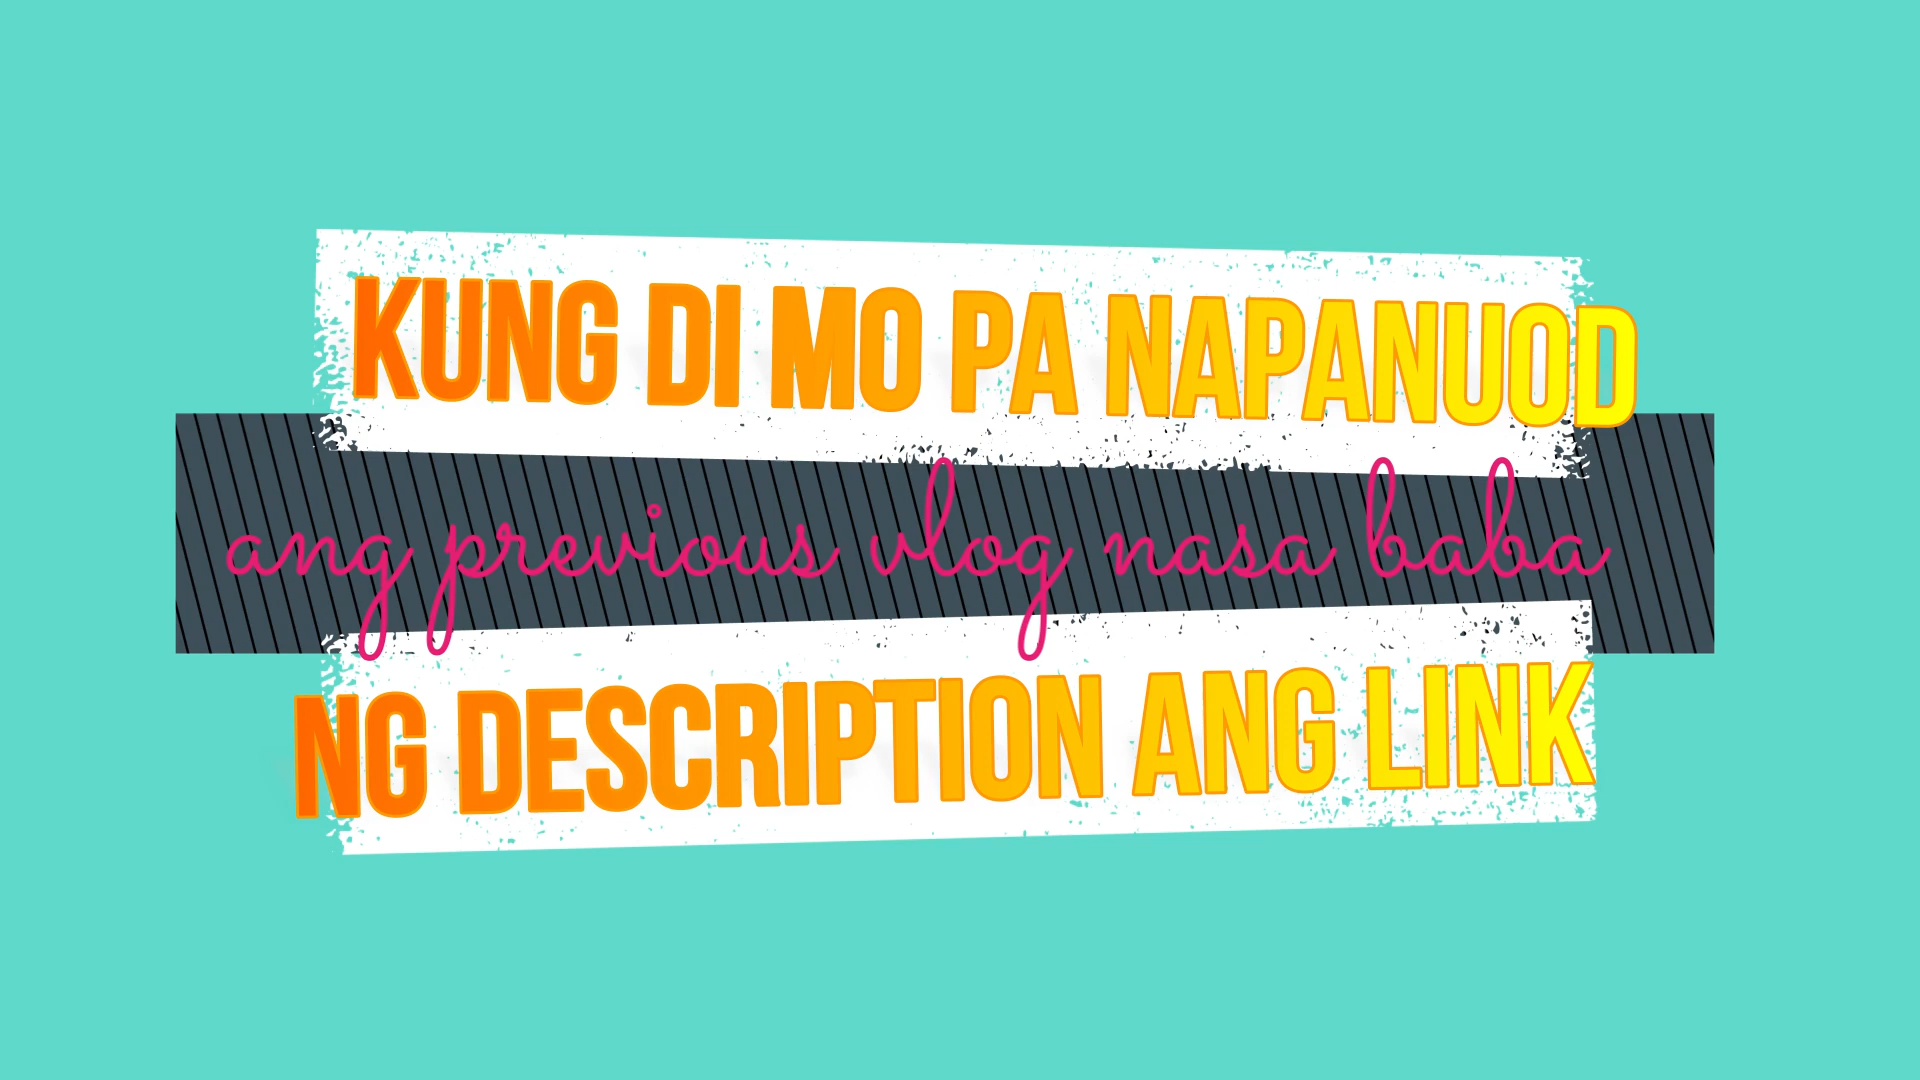 KUNG DI MO PA NAPANUOD
ang previous vlog nasa baba
NG DESCRIPTION ANG LINK